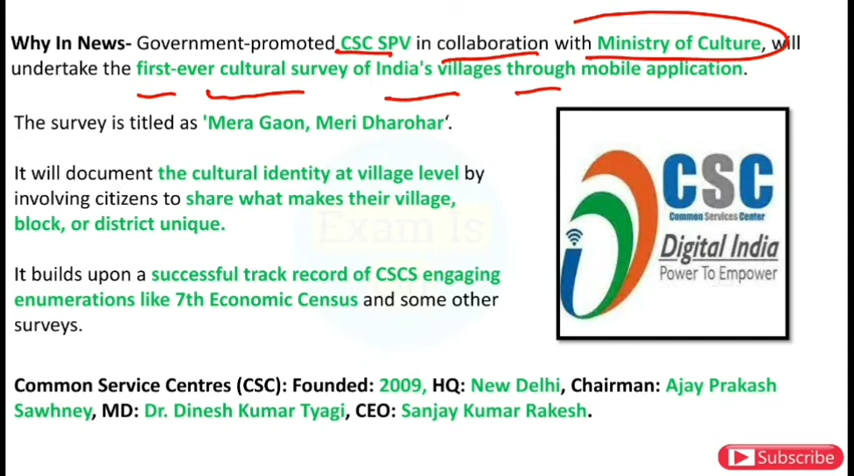 Why In News- Government-promoted CSC SPV in collaboration with Ministry of Culture, will
undertake the first-ever cultural survey of India's villages through mobile application.
The survey is titled as 'Mera Gaon, Meri Dharohar‘.
It will document the cultural identity at village level by
involving citizens to share what makes their village,
block, or district unique.
It builds upon a successful track record of CSCS engaging
enumerations like 7th Economic Census and some other
surveys.
CSC
Common Services Center
Digital India
Power To Empower
Exam Is
Common Service Centres (CSC): Founded: 2009, HQ: New Delhi, Chairman: Ajay Prakash
Sawhney, MD: Dr. Dinesh Kumar Tyagi, CEO: Sanjay Kumar Rakesh.
Subscribe